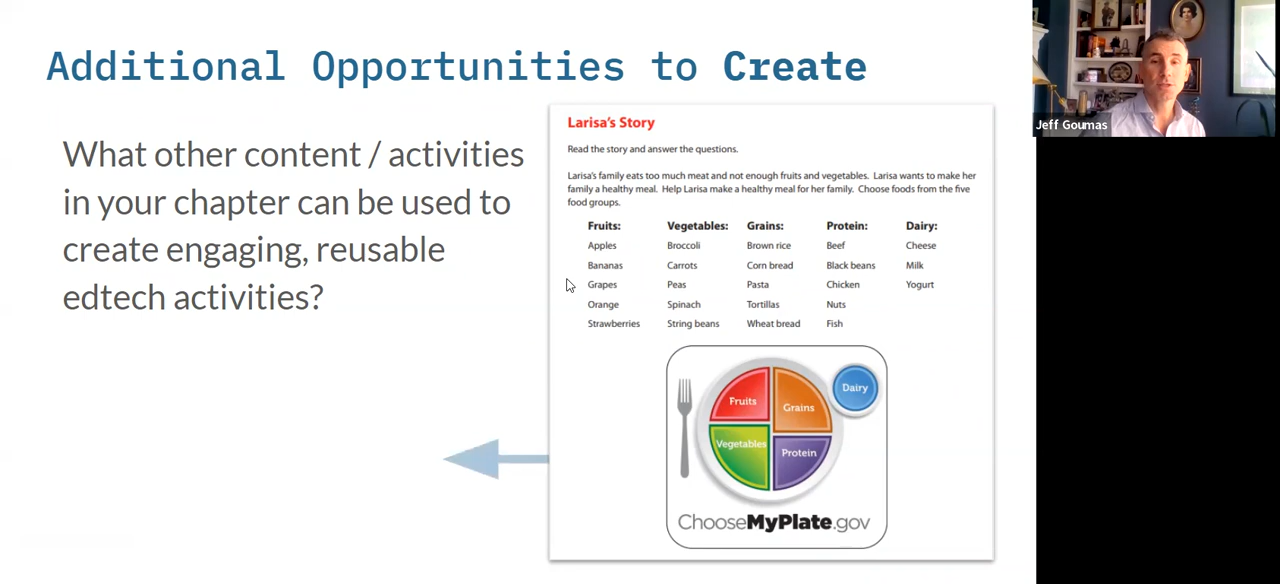 Additional Opportunities to Create
What other content / activities
in your chapter can be used to
create engaging, reusable
edtech activities?
Larisa's Story
Read the story and answer the questions.
Larisa's family eats too much meat and not enough fruits and vegetables. Larisa wants to make her
family a healthy meal. Help Larisa make a healthy meal for her family. Choose foods from the five
food groups.
Fruits: Vegetables: Grains: Protein: Dairy:
Apples Broccoli Brown rice Beef Cheese
Bananas Carrots Corn bread Black beans Milk
Grapes Peas Pasta Chicken Yogurt
Orange Spinach Tortillas Nuts
Strawberries String beans Wheat bread Fish
Dairy
Fruits Grains
Vegetables Protein
ChooseMyPlate.gov
Jeff Goumas